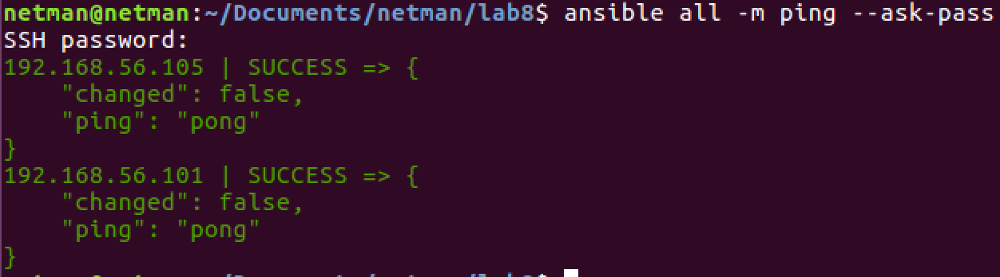 netman@netman:~/Documents/netman/lab8$ ansible all -m ping --ask-pass
SSH password:
192.168.56.105 | SUCCESS => {
    "changed": false,
    "ping": "pong"
}
192.168.56.101 | SUCCESS => {
    "changed": false,
    "ping": "pong"
}